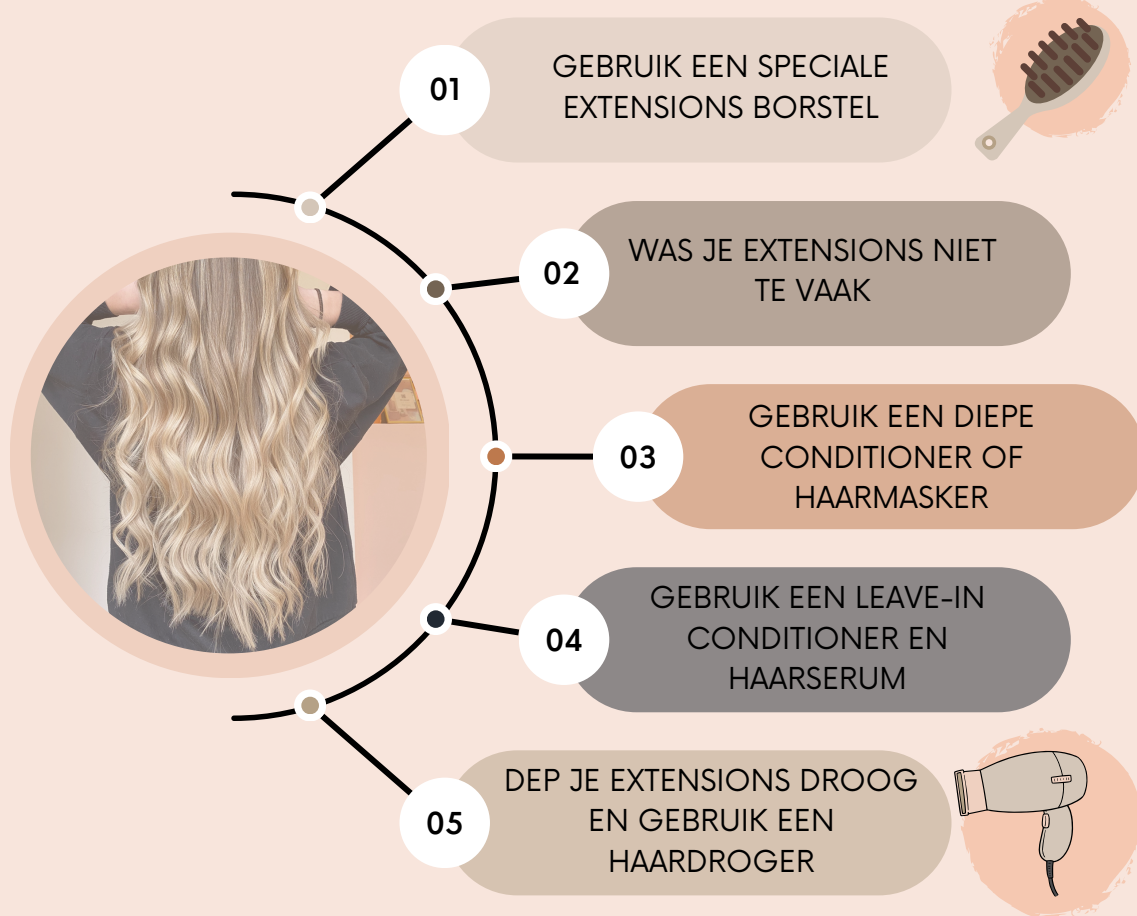 01
GEBRUIK EEN SPECIALE
EXTENSIONS BORSTEL
02
WAS JE EXTENSIONS NIET
TE VAAK
03
GEBRUIK EEN DIEPE
CONDITIONER OF
HAARMASKER
04
GEBRUIK EEN LEAVE-IN
CONDITIONER EN
HAARSERUM
05
DEP JE EXTENSIONS DROOG
EN GEBRUIK EEN
HAARDROGER